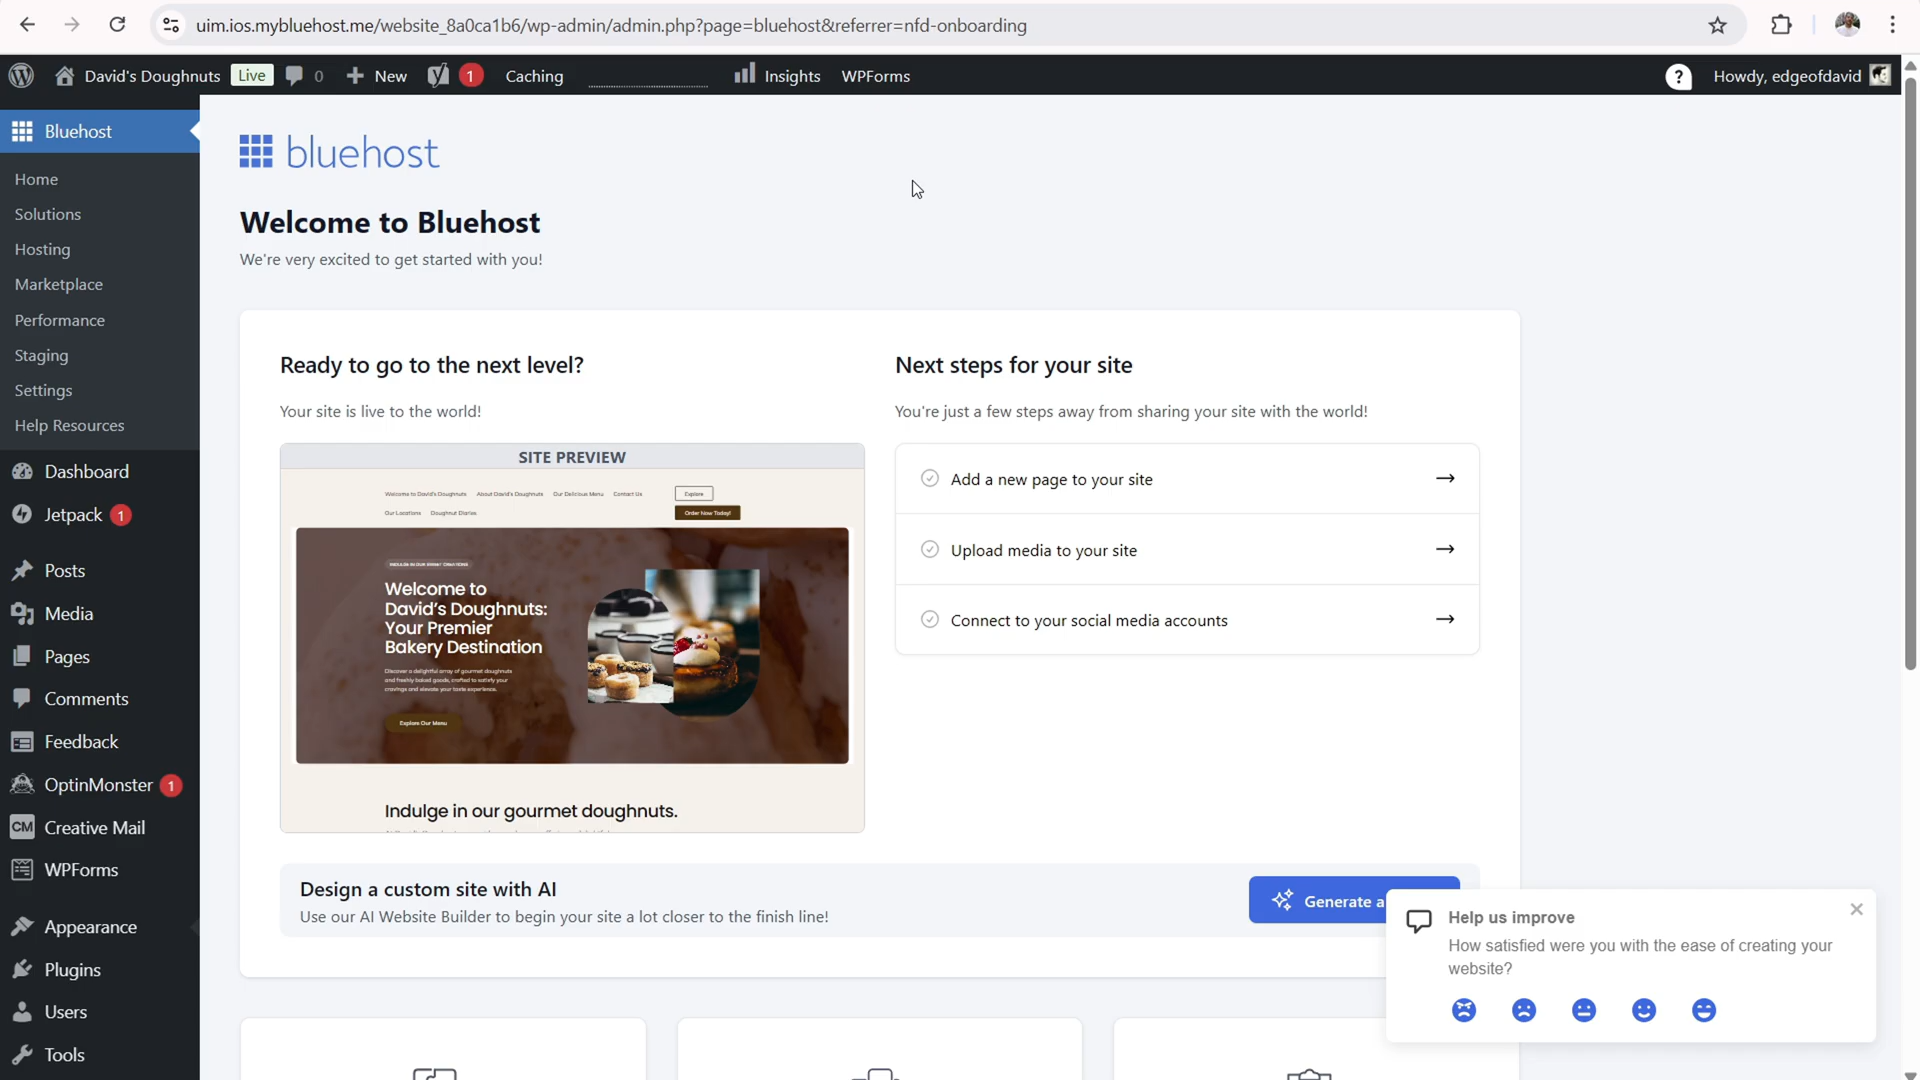 uim.ios.mybluehost.me/website_8a0ca1b6/wp-admin/admin.php?page=bluehost&referrer=nfd-onboarding
David's Doughnuts Live 0 New 1 Caching Insights WPForms ? Howdy, edgeofdavid
Bluehost
Home
Solutions
Hosting
Marketplace
Performance
Staging
Settings
Help Resources
Dashboard
Jetpack 1
Posts
Media
Pages
Comments
Feedback
OptinMonster 1
CM Creative Mail
WPForms
Appearance
Plugins
Users
Tools
bluehost
Welcome to Bluehost
We're very excited to get started with you!
Ready to go to the next level?
Your site is live to the world!
SITE PREVIEW
Welcome to David's Doughnuts About David's Doughnuts Our Delicious Menu Contact Us Explore
Our Locations Doughnut Diaries Order Now Today!
INDULGE IN OUR SWEET CREATIONS
Welcome to
David's Doughnuts:
Your Premier
Bakery Destination
Discover a delightful array of gourmet doughnuts
and freshly baked goods, crafted to satisfy your
cravings and elevate your taste experience.
Explore Our Menu
Indulge in our gourmet doughnuts.
Next steps for your site
You're just a few steps away from sharing your site with the world!
Add a new page to your site
Upload media to your site
Connect to your social media accounts
Design a custom site with AI
Use our AI Website Builder to begin your site a lot closer to the finish line!
Generate a
Help us improve
How satisfied were you with the ease of creating your
website?